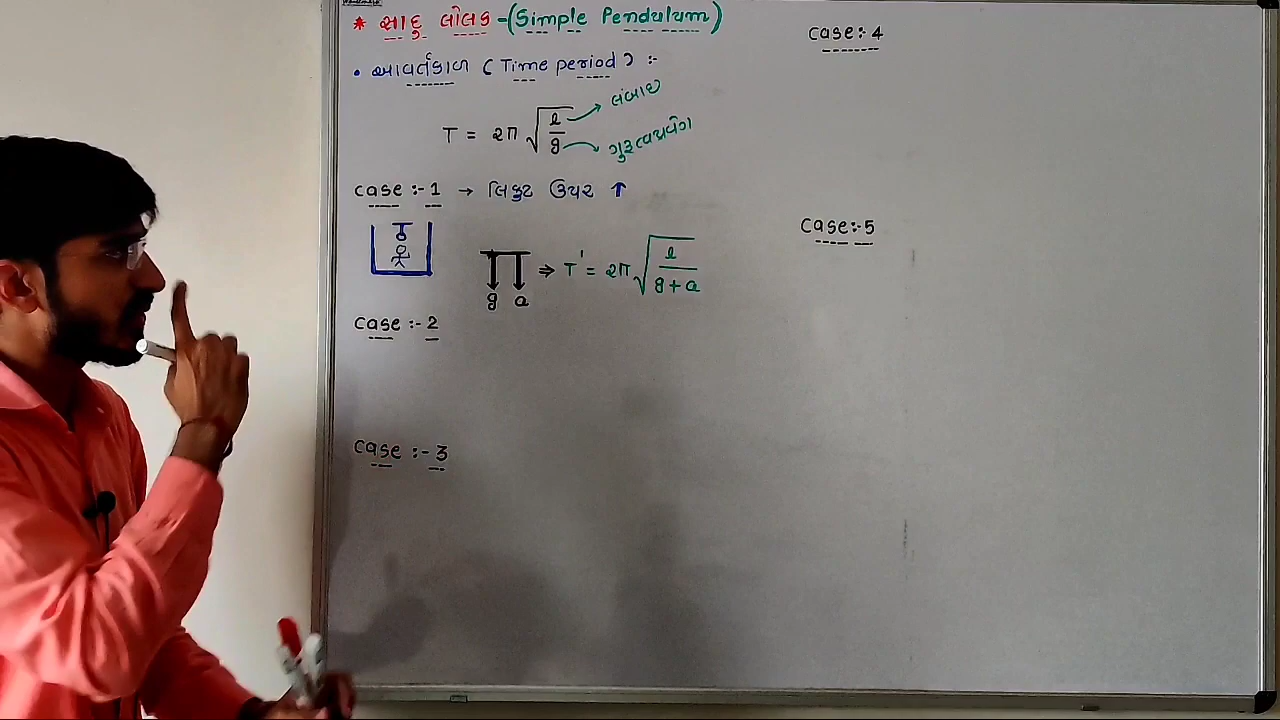 * સાદુ લોલક - (Simple Pendulum)
• આવર્તકાળ ( Time period ) :-
T = 2π √(l/g) → લંબાઈ
→ ગુરૂત્વપ્રવેગ
case :- 1 → લિફ્ટ ઉપર ↑
g a ⇒ T' = 2π √(l/(g+a))
case :- 2
case :- 3
case :- 4
case :- 5